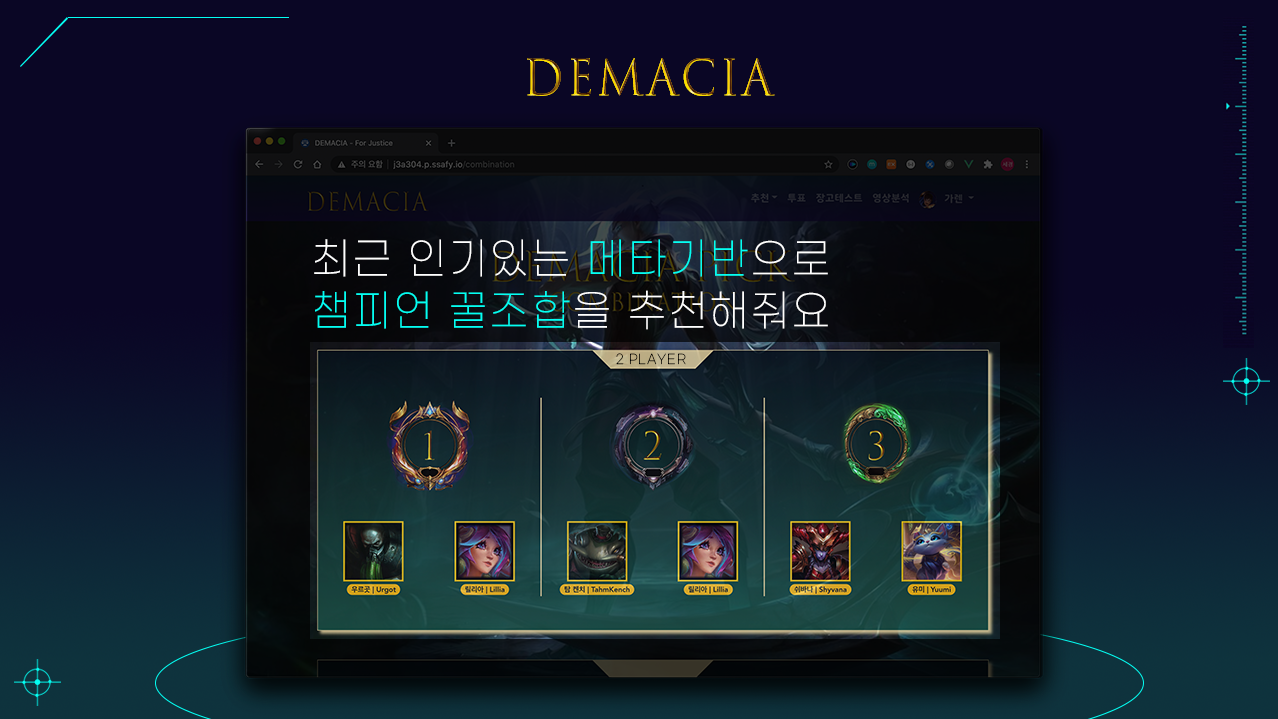 DEMACIA
DEMACIA - For Justice
주의 요함 | j3a304.p.ssafy.io/combination
DEMACIA
추천 투표 장고테스트 영상분석 가렌
DEMACIA PICK
최근 인기있는 메타기반으로
챔피언 꿀조합을 추천해줘요
2 PLAYER
1
2
3
우르곳 | Urgot
릴리아 | Lillia
탐 켄치 | TahmKench
릴리아 | Lillia
쉬바나 | Shyvana
유미 | Yuumi